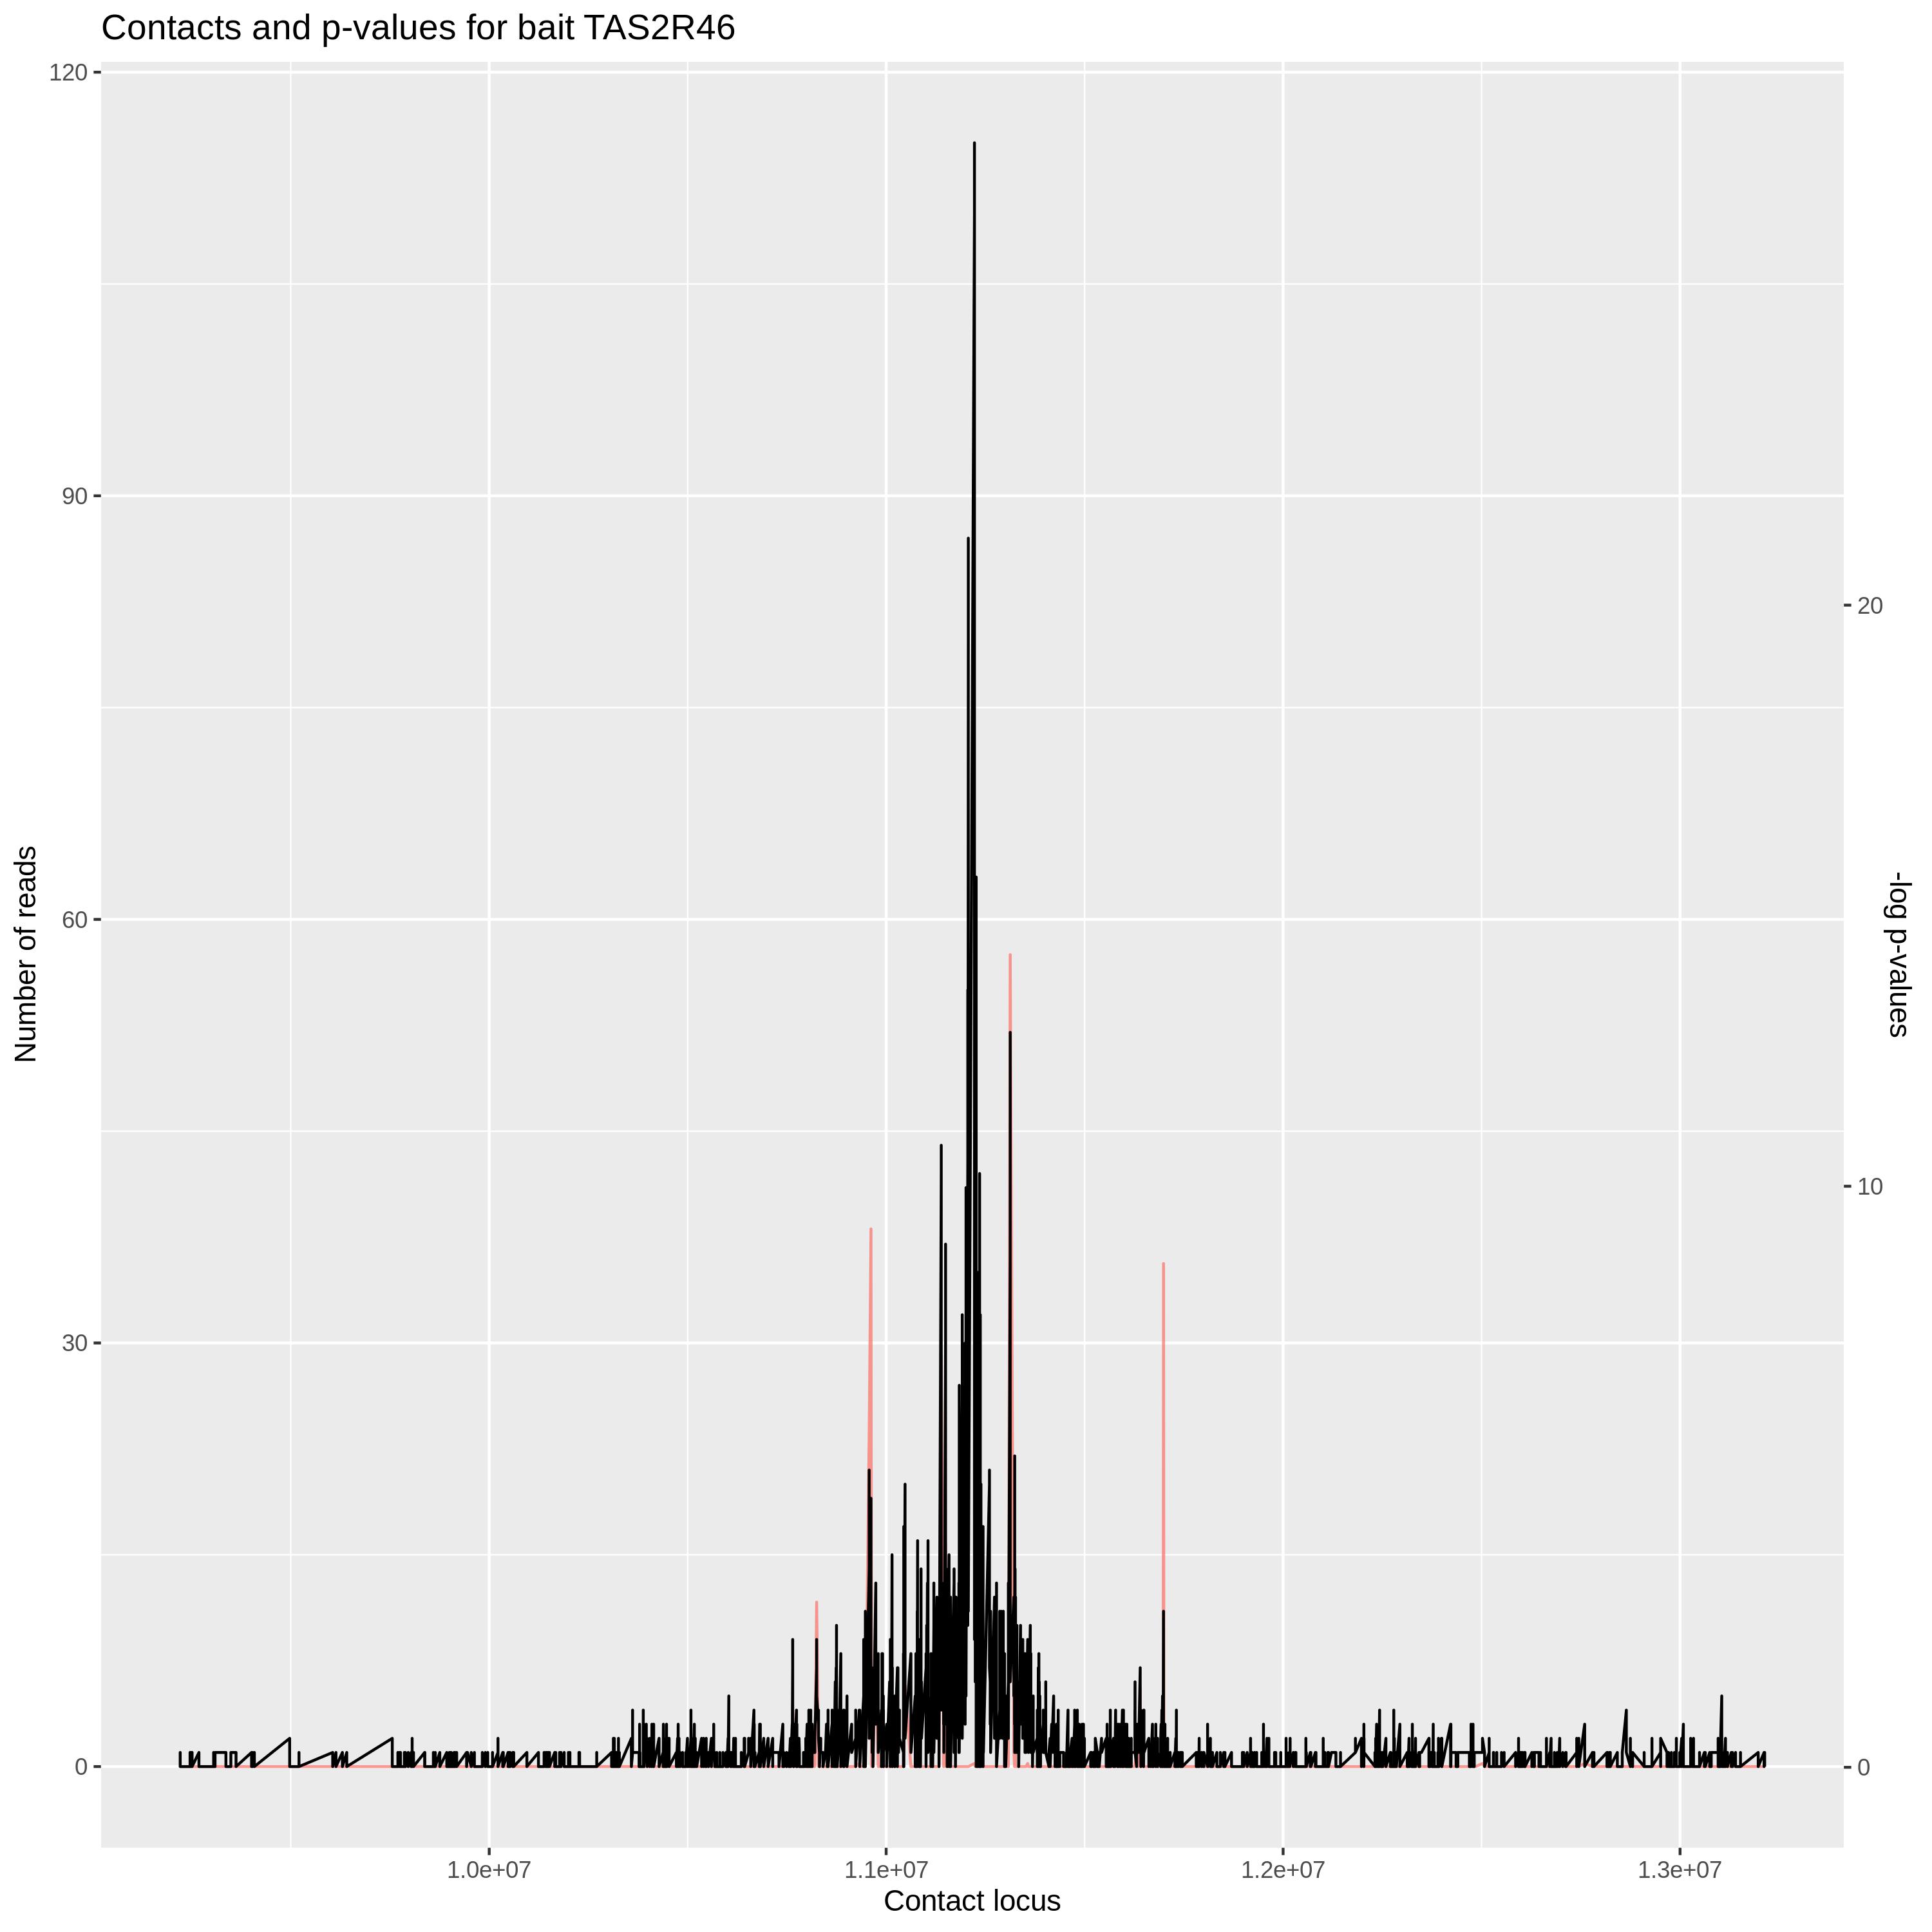 Contacts and p-values for bait TAS2R46
120
90
60
30
0
Number of reads
20
10
0
-log p-values
1.0e+07
1.1e+07
1.2e+07
1.3e+07
Contact locus